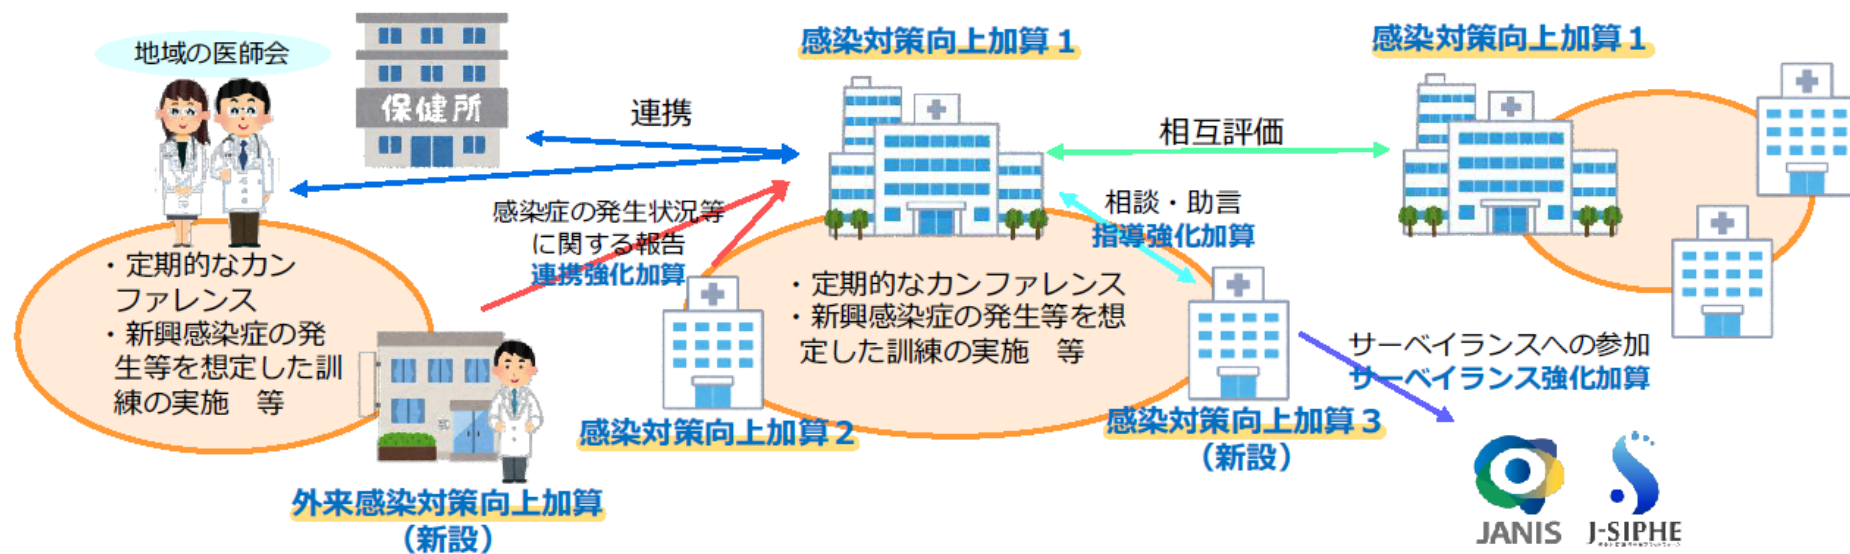 地域の医師会
保健所
連携
感染対策向上加算１
相互評価
感染対策向上加算１
感染症の発生状況等
に関する報告
連携強化加算
相談・助言
指導強化加算
・定期的なカン
ファレンス
・新興感染症の発
生等を想定した訓
練の実施　等
・定期的なカンファレンス
・新興感染症の発生等を想
定した訓練の実施　等
サーベイランスへの参加
サーベイランス強化加算
感染対策向上加算２
感染対策向上加算３
（新設）
外来感染対策向上加算
（新設）
JANIS
J-SIPHE